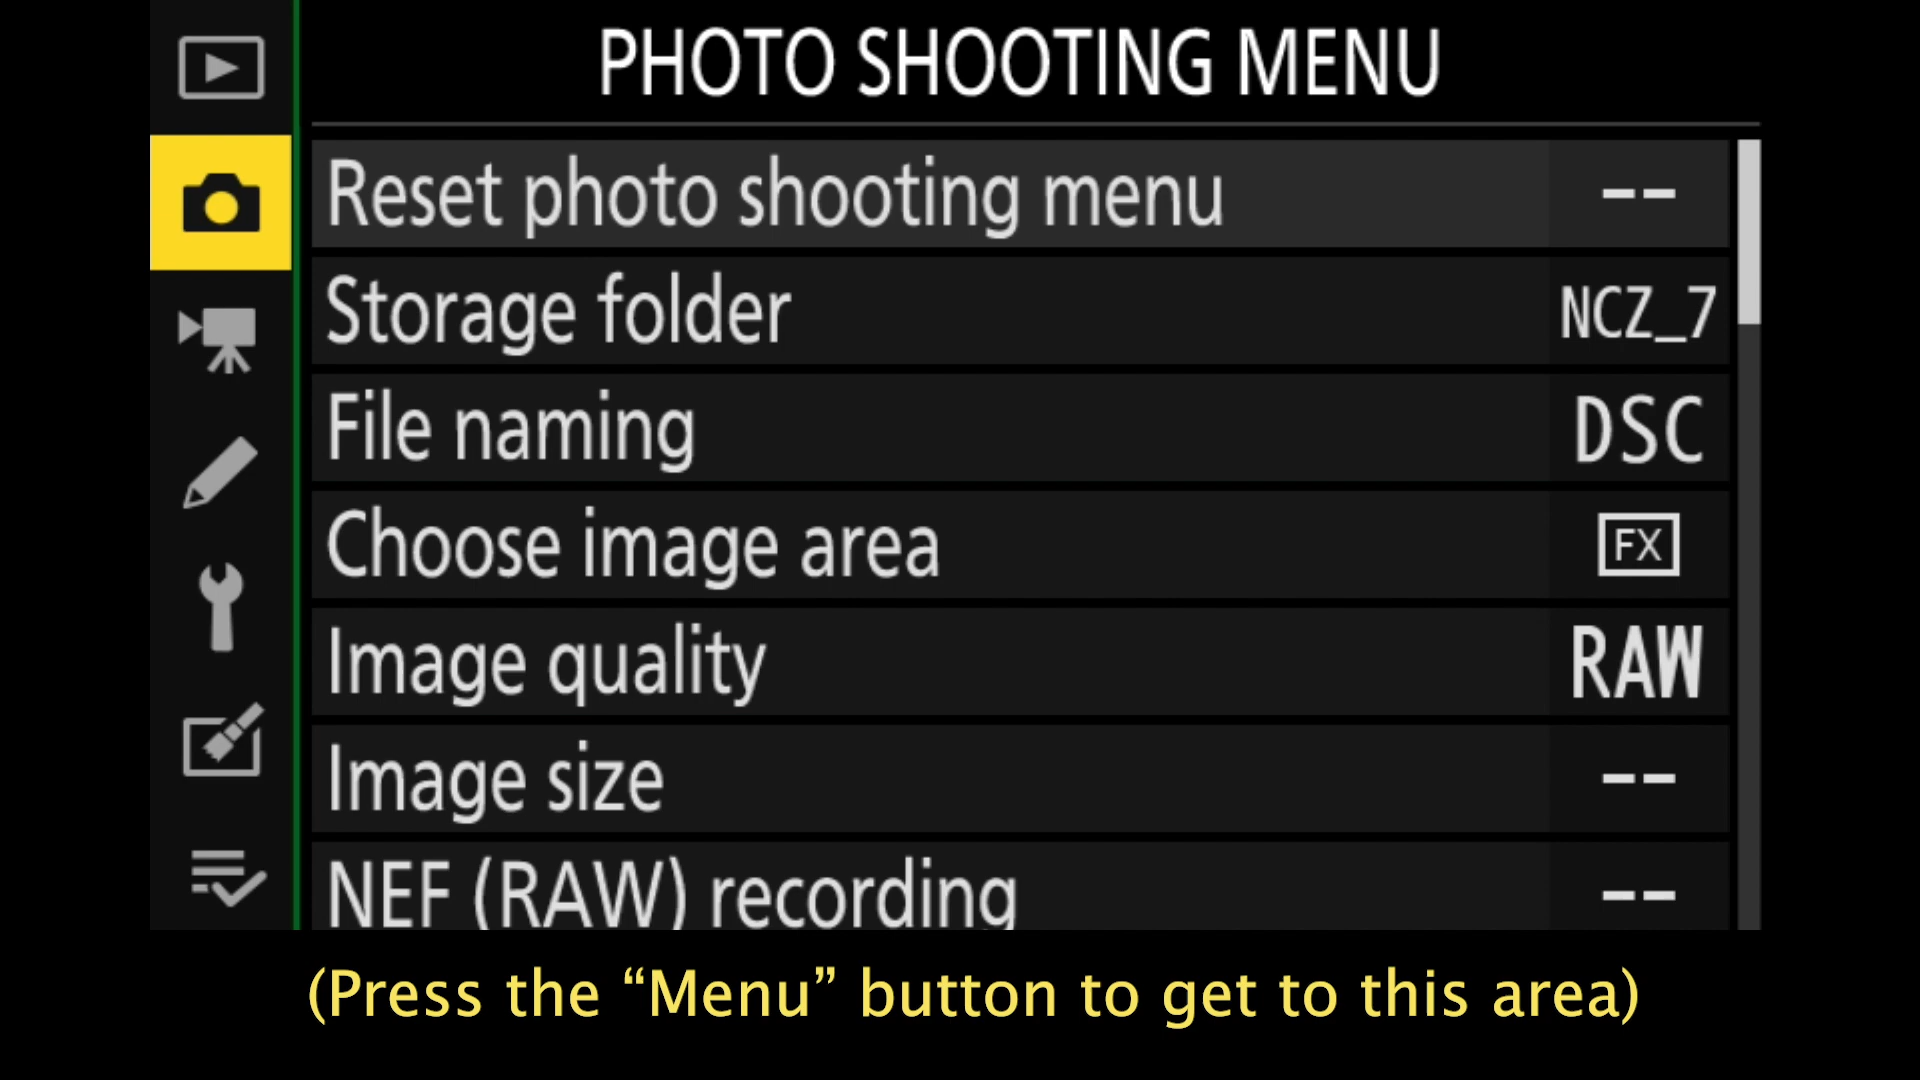 PHOTO SHOOTING MENU
Reset photo shooting menu --
Storage folder NCZ_7
File naming DSC
Choose image area FX
Image quality RAW
Image size --
NEF (RAW) recording --
(Press the “Menu” button to get to this area)